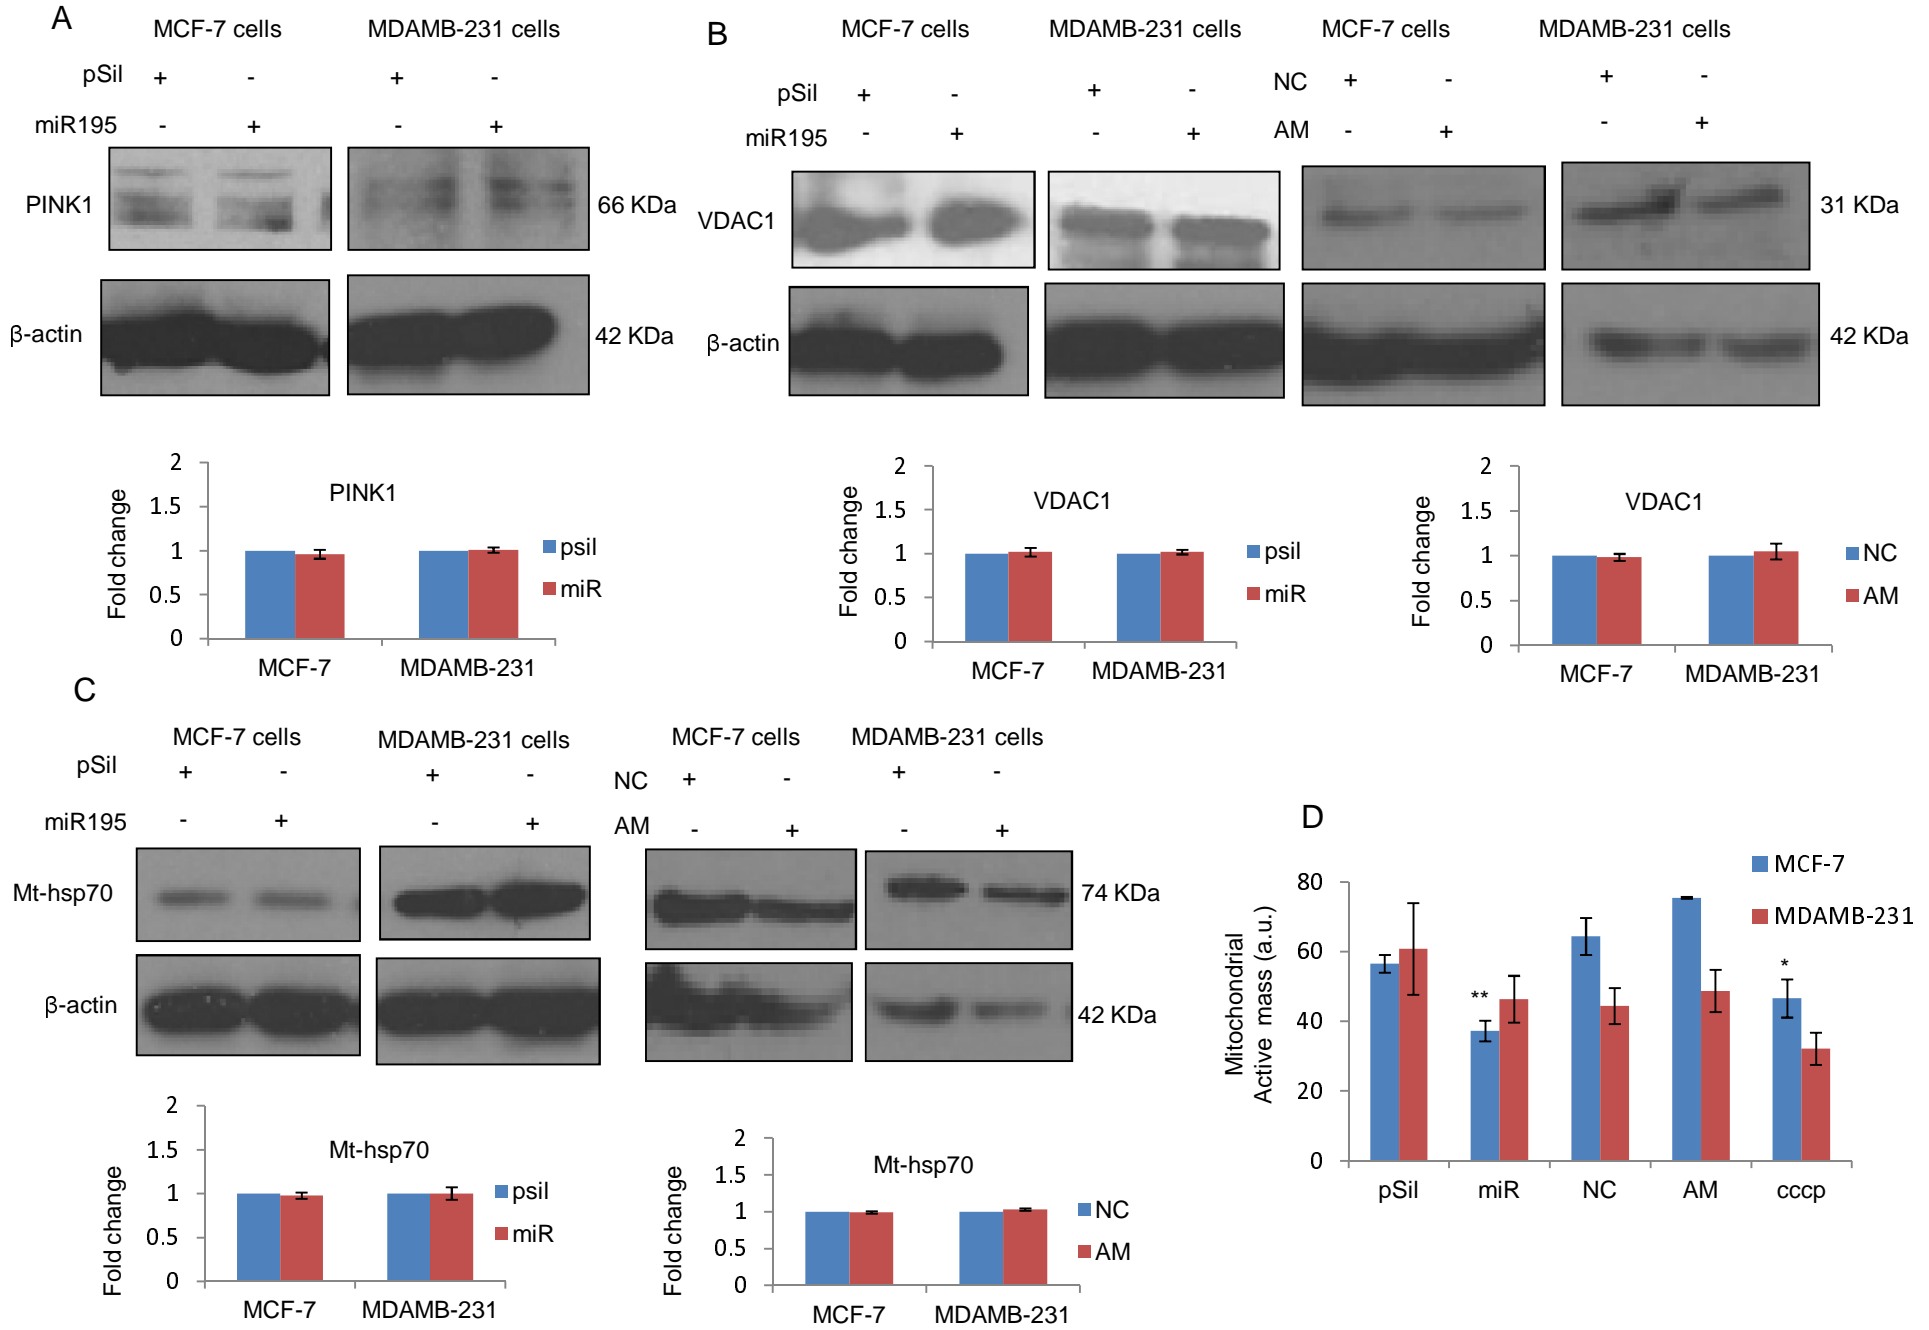 A
MCF-7 cells MDAMB-231 cells
pSil + - + -
miR195 - + - +
PINK1 66 KDa
β-actin 42 KDa
2
1.5
1
0.5
0
Fold change
PINK1
psil
miR
MCF-7 MDAMB-231
B
MCF-7 cells MDAMB-231 cells MCF-7 cells MDAMB-231 cells
pSil + - + -
miR195 - + - +
NC + - + -
AM - + - +
VDAC1 31 KDa
β-actin 42 KDa
2
1.5
1
0.5
0
Fold change
VDAC1
psil
miR
MCF-7 MDAMB-231
2
1.5
1
0.5
0
Fold change
VDAC1
NC
AM
MCF-7 MDAMB-231
C
MCF-7 cells MDAMB-231 cells MCF-7 cells MDAMB-231 cells
pSil + - + -
miR195 - + - +
NC + - + -
AM - + - +
Mt-hsp70 74 KDa
β-actin 42 KDa
2
1.5
1
0.5
0
Fold change
Mt-hsp70
psil
miR
MCF-7 MDAMB-231
2
1.5
1
0.5
0
Fold change
Mt-hsp70
NC
AM
MCF-7 MDAMB-231
D
MCF-7
MDAMB-231
80
60
40
20
0
Mitochondrial
Active mass (a.u.)
** *
pSil miR NC AM cccp